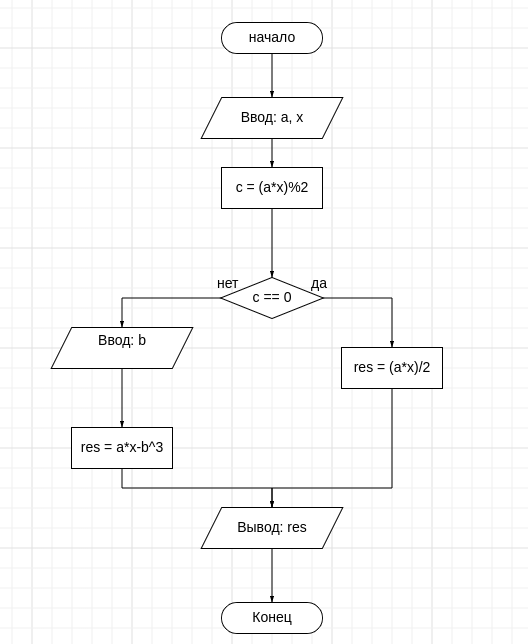 начало
Ввод: a, x
c = (a*x)%2
нет
да
c == 0
Ввод: b
res = (a*x)/2
res = a*x-b^3
Вывод: res
Конец